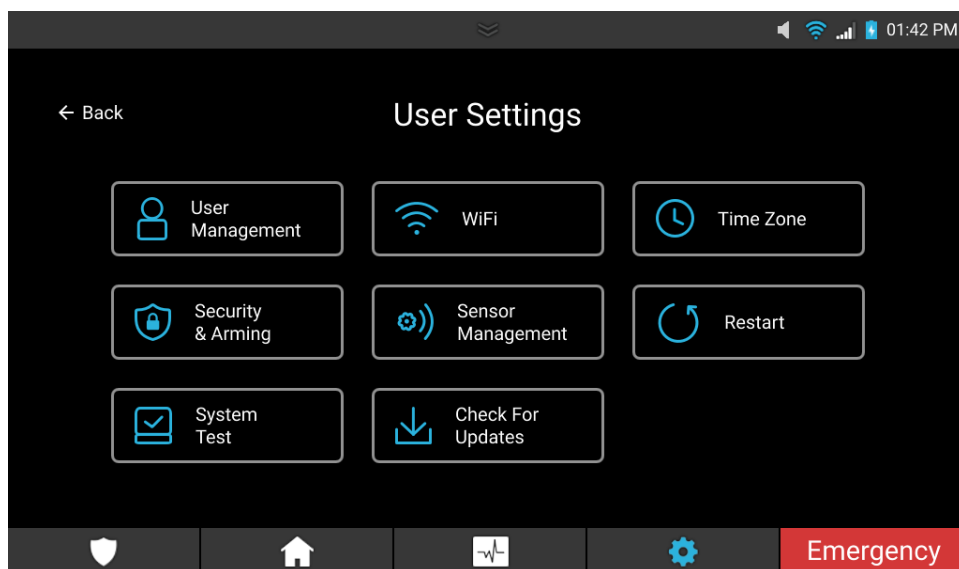 01:42 PM
← Back
User Settings
User
Management
WiFi
Time Zone
Security
& Arming
Sensor
Management
Restart
System
Test
Check For
Updates
Emergency